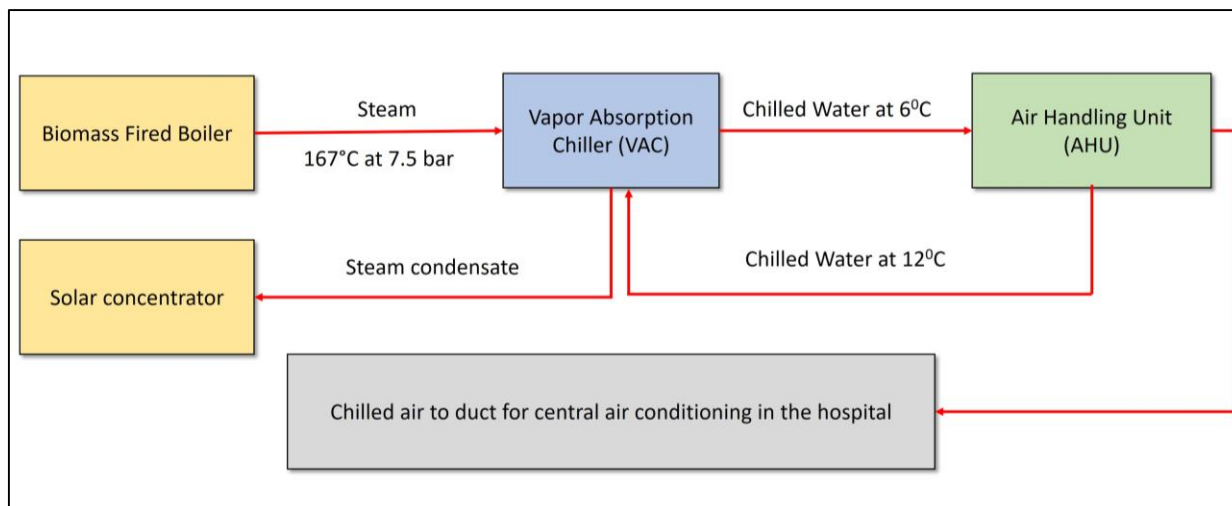 Biomass Fired Boiler
Steam
167°C at 7.5 bar
Vapor Absorption
Chiller (VAC)
Chilled Water at 6⁰C
Air Handling Unit
(AHU)
Solar concentrator
Steam condensate
Chilled Water at 12⁰C
Chilled air to duct for central air conditioning in the hospital